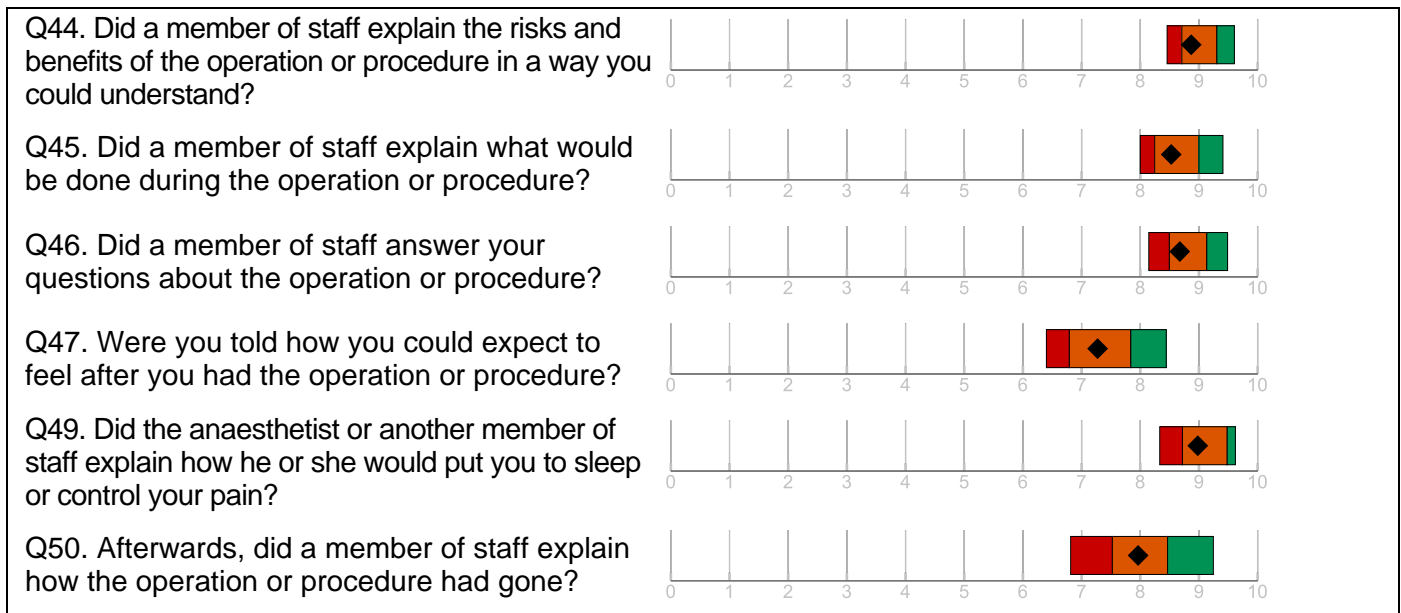 Q44. Did a member of staff explain the risks and
benefits of the operation or procedure in a way you
could understand?
0 1 2 3 4 5 6 7 8 9 10
Q45. Did a member of staff explain what would
be done during the operation or procedure?
0 1 2 3 4 5 6 7 8 9 10
Q46. Did a member of staff answer your
questions about the operation or procedure?
0 1 2 3 4 5 6 7 8 9 10
Q47. Were you told how you could expect to
feel after you had the operation or procedure?
0 1 2 3 4 5 6 7 8 9 10
Q49. Did the anaesthetist or another member of
staff explain how he or she would put you to sleep
or control your pain?
0 1 2 3 4 5 6 7 8 9 10
Q50. Afterwards, did a member of staff explain
how the operation or procedure had gone?
0 1 2 3 4 5 6 7 8 9 10